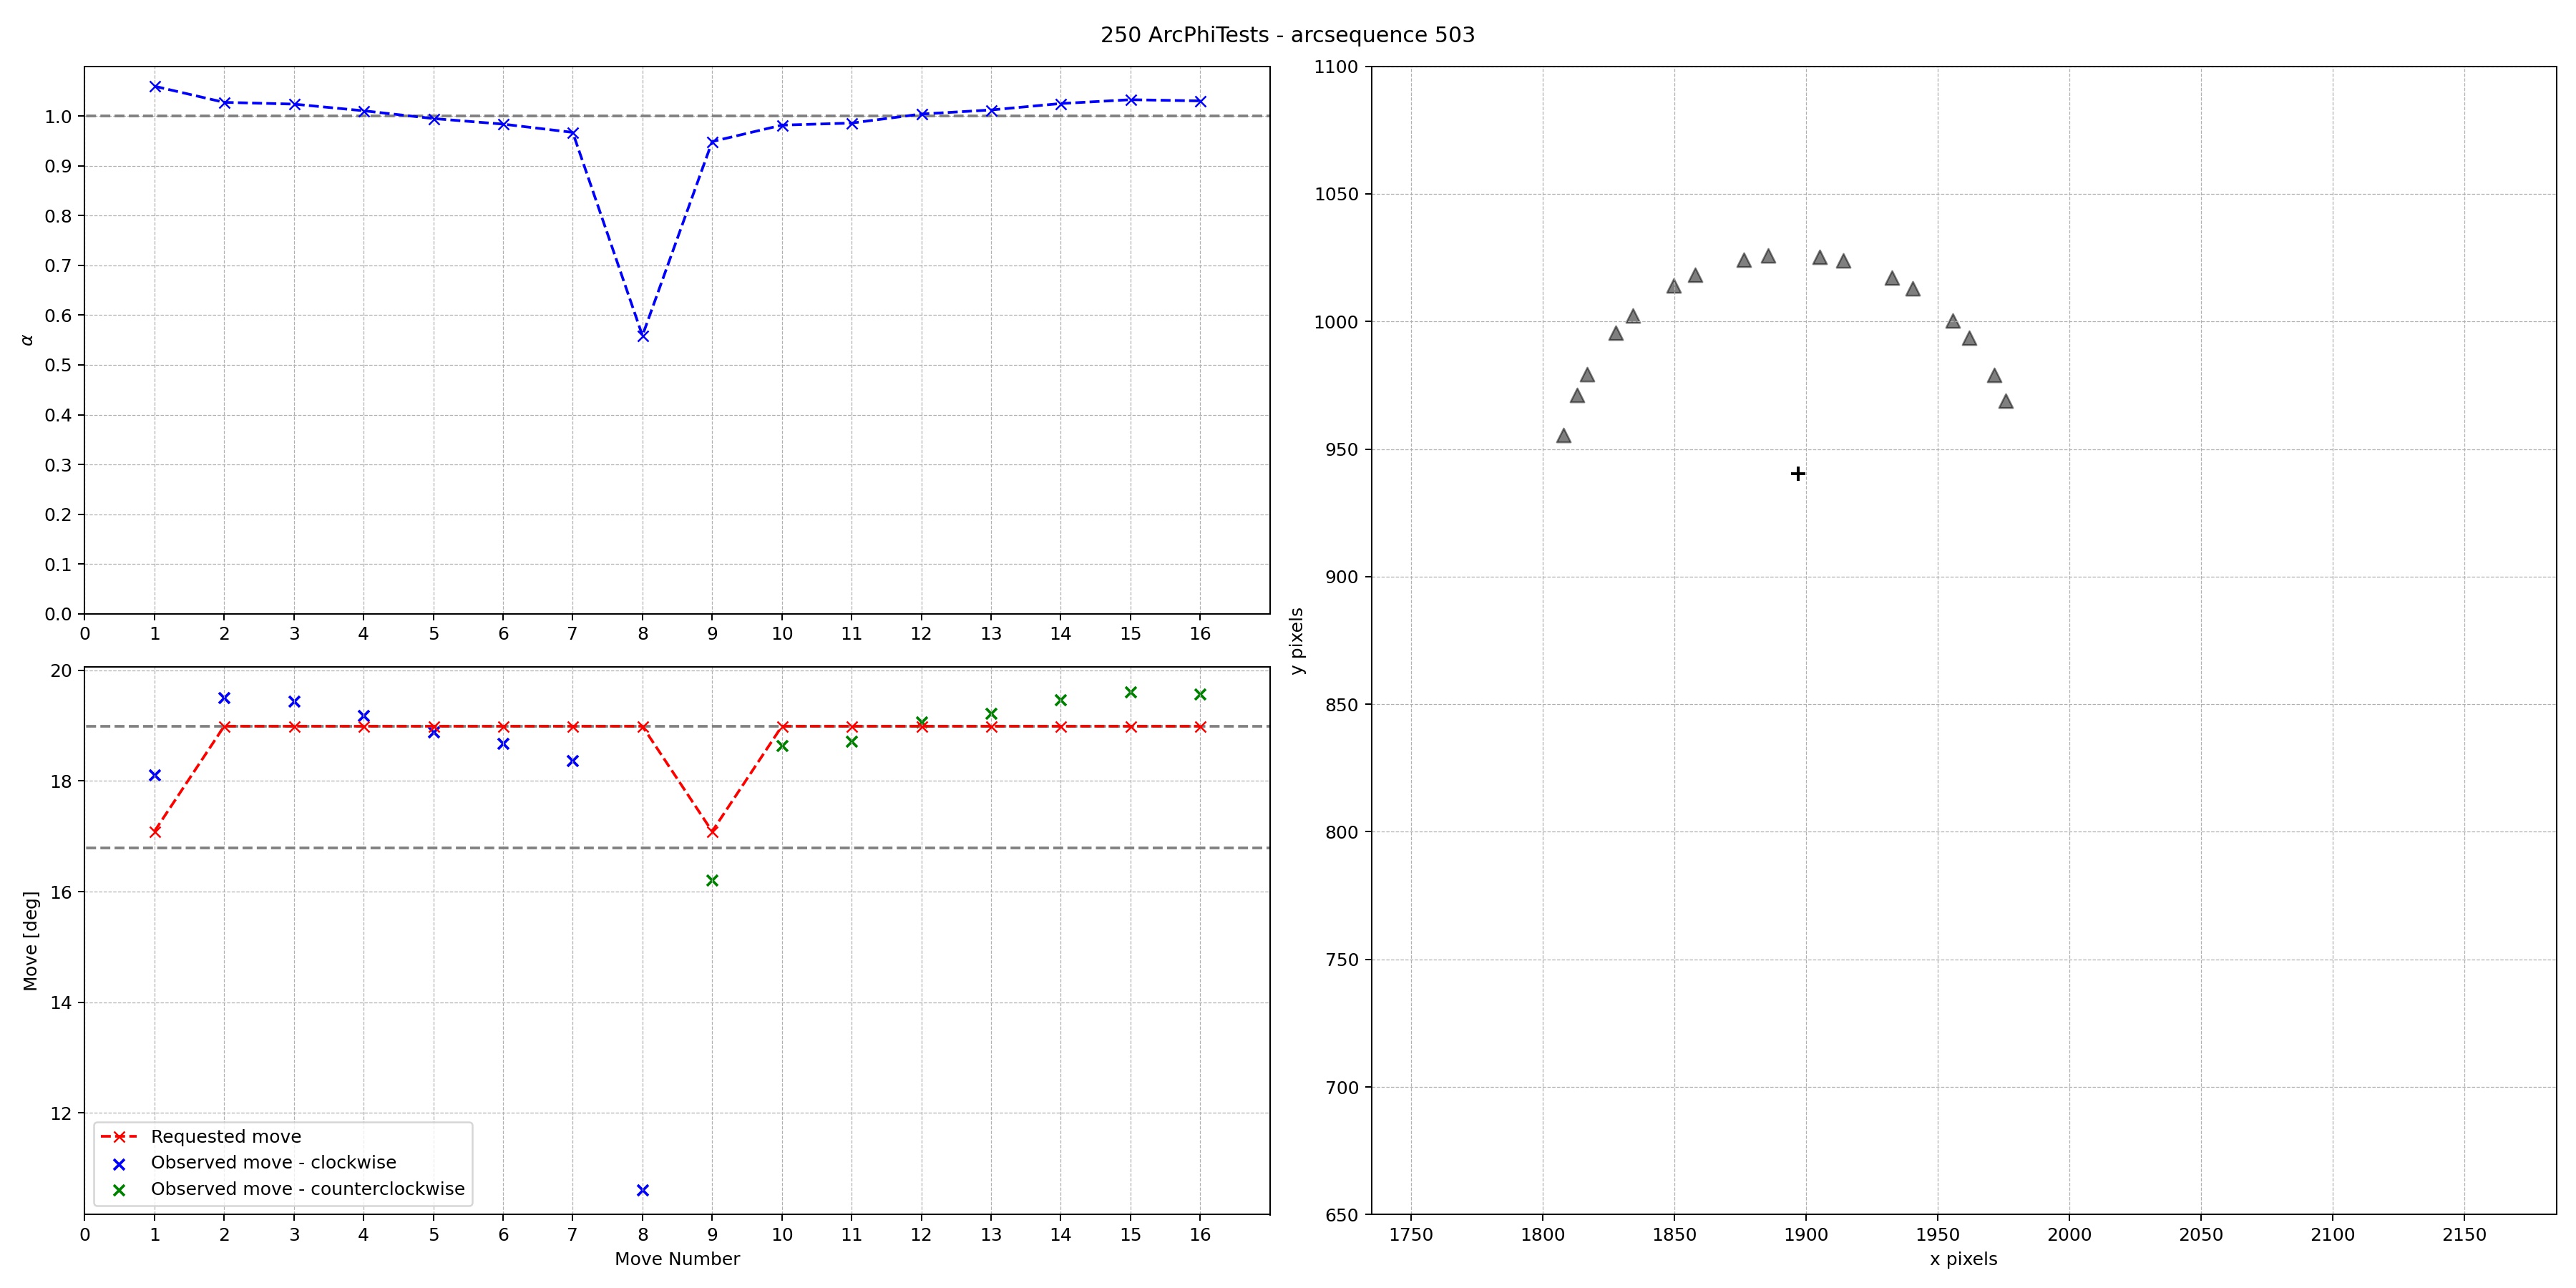 250 ArcPhiTests - arcsequence 503
1.0
0.9
0.8
0.7
0.6
0.5
0.4
0.3
0.2
0.1
0.0
α
0 1 2 3 4 5 6 7 8 9 10 11 12 13 14 15 16
20
18
16
14
12
Move [deg]
Requested move
Observed move - clockwise
Observed move - counterclockwise
0 1 2 3 4 5 6 7 8 9 10 11 12 13 14 15 16
Move Number
1100
1050
1000
950
900
850
800
750
700
650
y pixels
1750 1800 1850 1900 1950 2000 2050 2100 2150
x pixels